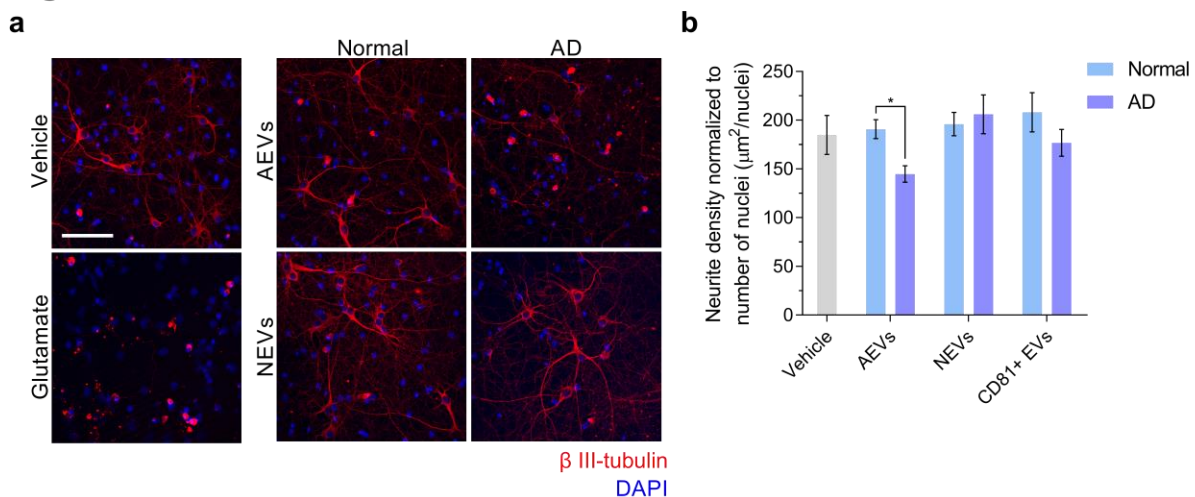 a
Normal
AD
Vehicle
AEVs
Glutamate
NEVs
β III-tubulin
DAPI
b
Neurite density normalized to
number of nuclei (μm²/nuclei)
250
200
150
100
50
0
*
Vehicle
AEVs
NEVs
CD81+ EVs
Normal
AD